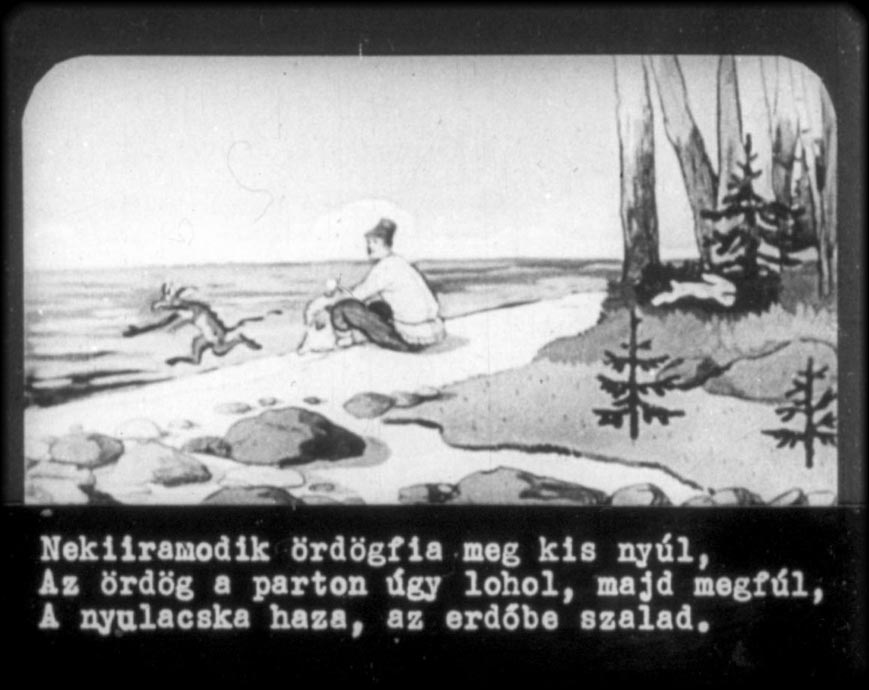 Nekiiramodik ördögfia meg kis nyúl,
Az ördög a parton úgy lohol, majd megfúl,
A nyulacska haza, az erdőbe szalad.